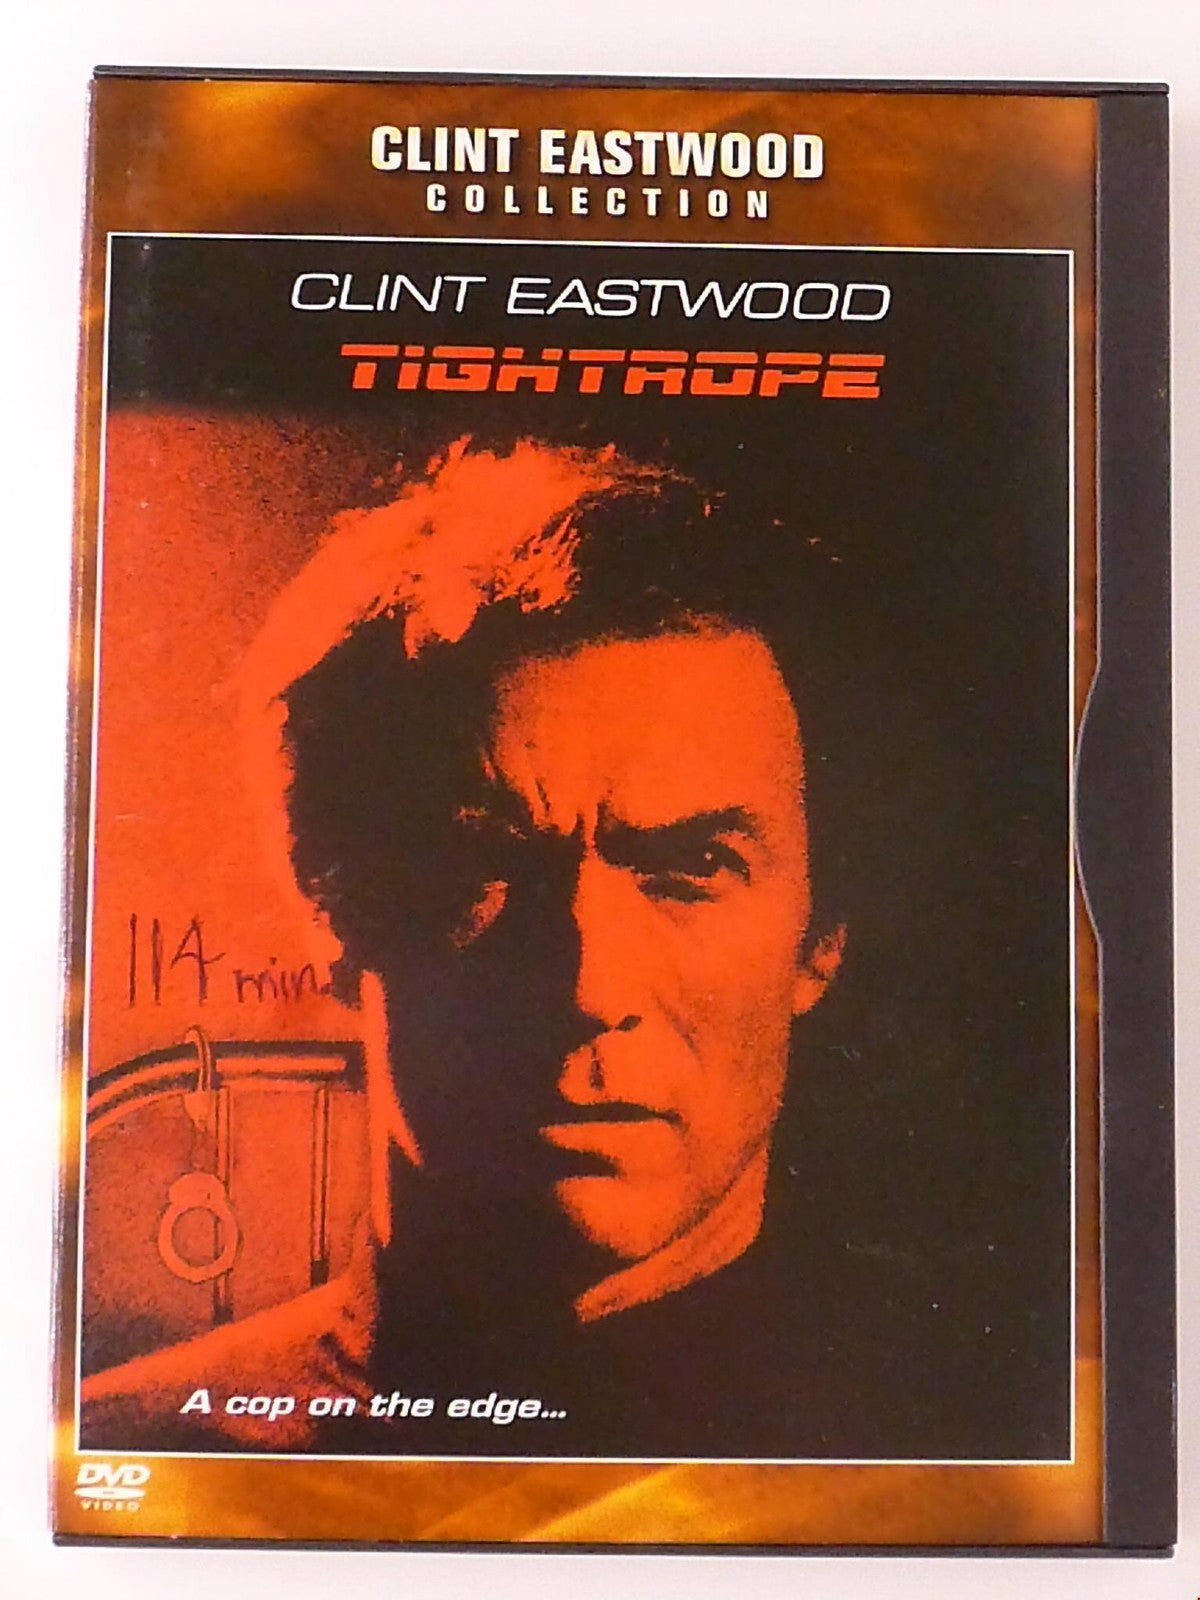 CLINT EASTWOOD
COLLECTION
CLINT EASTWOOD
TIGHTROPE
114 min.
A cop on the edge...
DVD
VIDEO